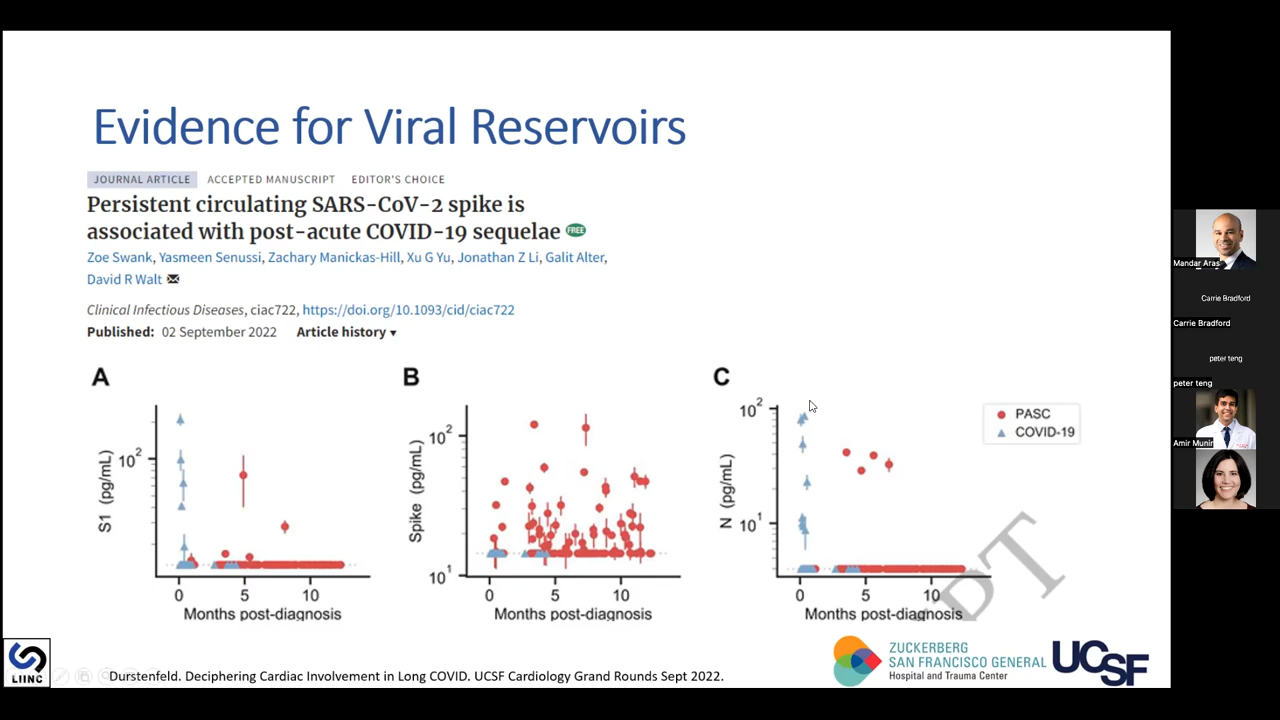 Evidence for Viral Reservoirs
JOURNAL ARTICLE ACCEPTED MANUSCRIPT EDITOR'S CHOICE
Persistent circulating SARS-CoV-2 spike is
associated with post-acute COVID-19 sequelae FREE
Zoe Swank, Yasmeen Senussi, Zachary Manickas-Hill, Xu G Yu, Jonathan Z Li, Galit Alter,
David R Walt
Clinical Infectious Diseases, ciac722, https://doi.org/10.1093/cid/ciac722
Published: 02 September 2022 Article history ▾
A
S1 (pg/mL)
10²
0 5 10
Months post-diagnosis
B
Spike (pg/mL)
10²
10¹
0 5 10
Months post-diagnosis
C
N (pg/mL)
10²
10¹
0 5 10
Months post-diagnosis
PASC
COVID-19
PT
LIINC
Durstenfeld. Deciphering Cardiac Involvement in Long COVID. UCSF Cardiology Grand Rounds Sept 2022.
ZUCKERBERG
SAN FRANCISCO GENERAL
Hospital and Trauma Center
UCSF
Mandar Aras
Carrie Bradford
Carrie Bradford
peter teng
peter teng
Amir Munir